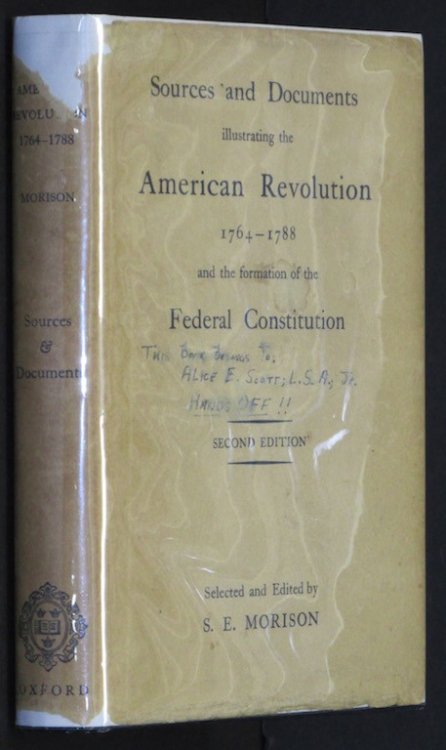 AME
REVOLU N
1764–1788
MORISON
Sources
&
Documents
OXFORD
Sources and Documents
illustrating the
American Revolution
1764–1788
and the formation of the
Federal Constitution
THIS BOOK BELONGS TO;
ALICE E. SCOTT; L.S.A., JR.
HANDS OFF !!
SECOND EDITION
Selected and Edited by
S. E. MORISON